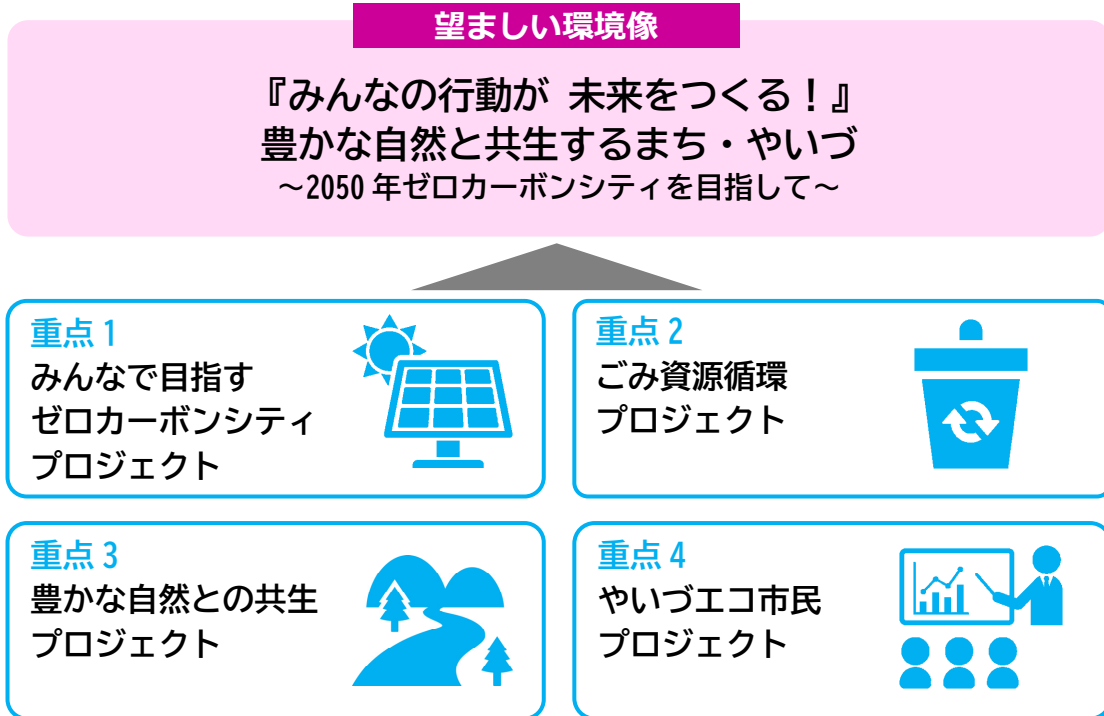 望ましい環境像
『みんなの行動が 未来をつくる！』
豊かな自然と共生するまち・やいづ
～2050年ゼロカーボンシティを目指して～
重点1
みんなで目指す
ゼロカーボンシティ
プロジェクト
重点2
ごみ資源循環
プロジェクト
重点3
豊かな自然との共生
プロジェクト
重点4
やいづエコ市民
プロジェクト